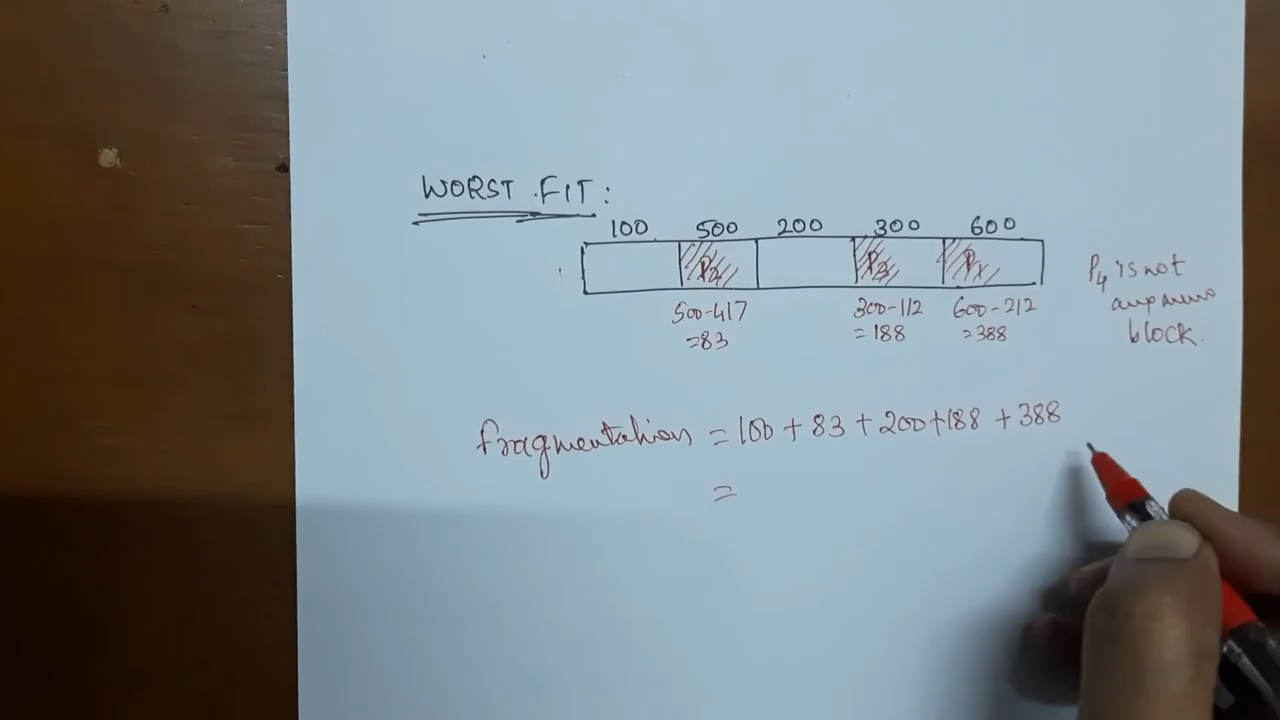 WORST FIT:
100 500 200 300 600
P2 P3 P1
500-417 300-112 600-212
=83 =188 =388
P4 is not
block.
fragmentation = 100 + 83 + 200 + 188 + 388
=